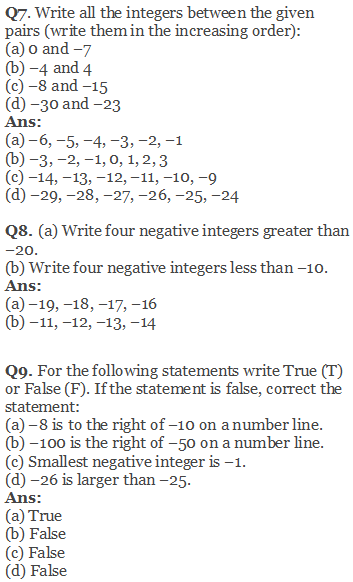 Q7. Write all the integers between the given
pairs (write them in the increasing order):
(a) 0 and −7
(b) −4 and 4
(c) −8 and −15
(d) −30 and −23
Ans:
(a) −6, −5, −4, −3, −2, −1
(b) −3, −2, −1, 0, 1, 2, 3
(c) −14, −13, −12, −11, −10, −9
(d) −29, −28, −27, −26, −25, −24
Q8. (a) Write four negative integers greater than
−20.
(b) Write four negative integers less than −10.
Ans:
(a) −19, −18, −17, −16
(b) −11, −12, −13, −14
Q9. For the following statements write True (T)
or False (F). If the statement is false, correct the
statement:
(a) −8 is to the right of −10 on a number line.
(b) −100 is the right of −50 on a number line.
(c) Smallest negative integer is −1.
(d) −26 is larger than −25.
Ans:
(a) True
(b) False
(c) False
(d) False